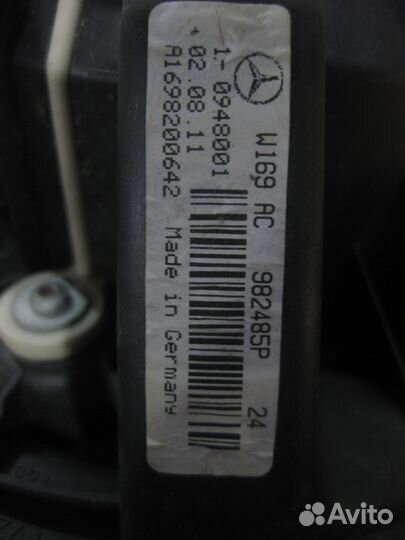 W169 AC 982485P 24
1- 0948001
02.08.11
A1698200642 Made in Germany
Avito